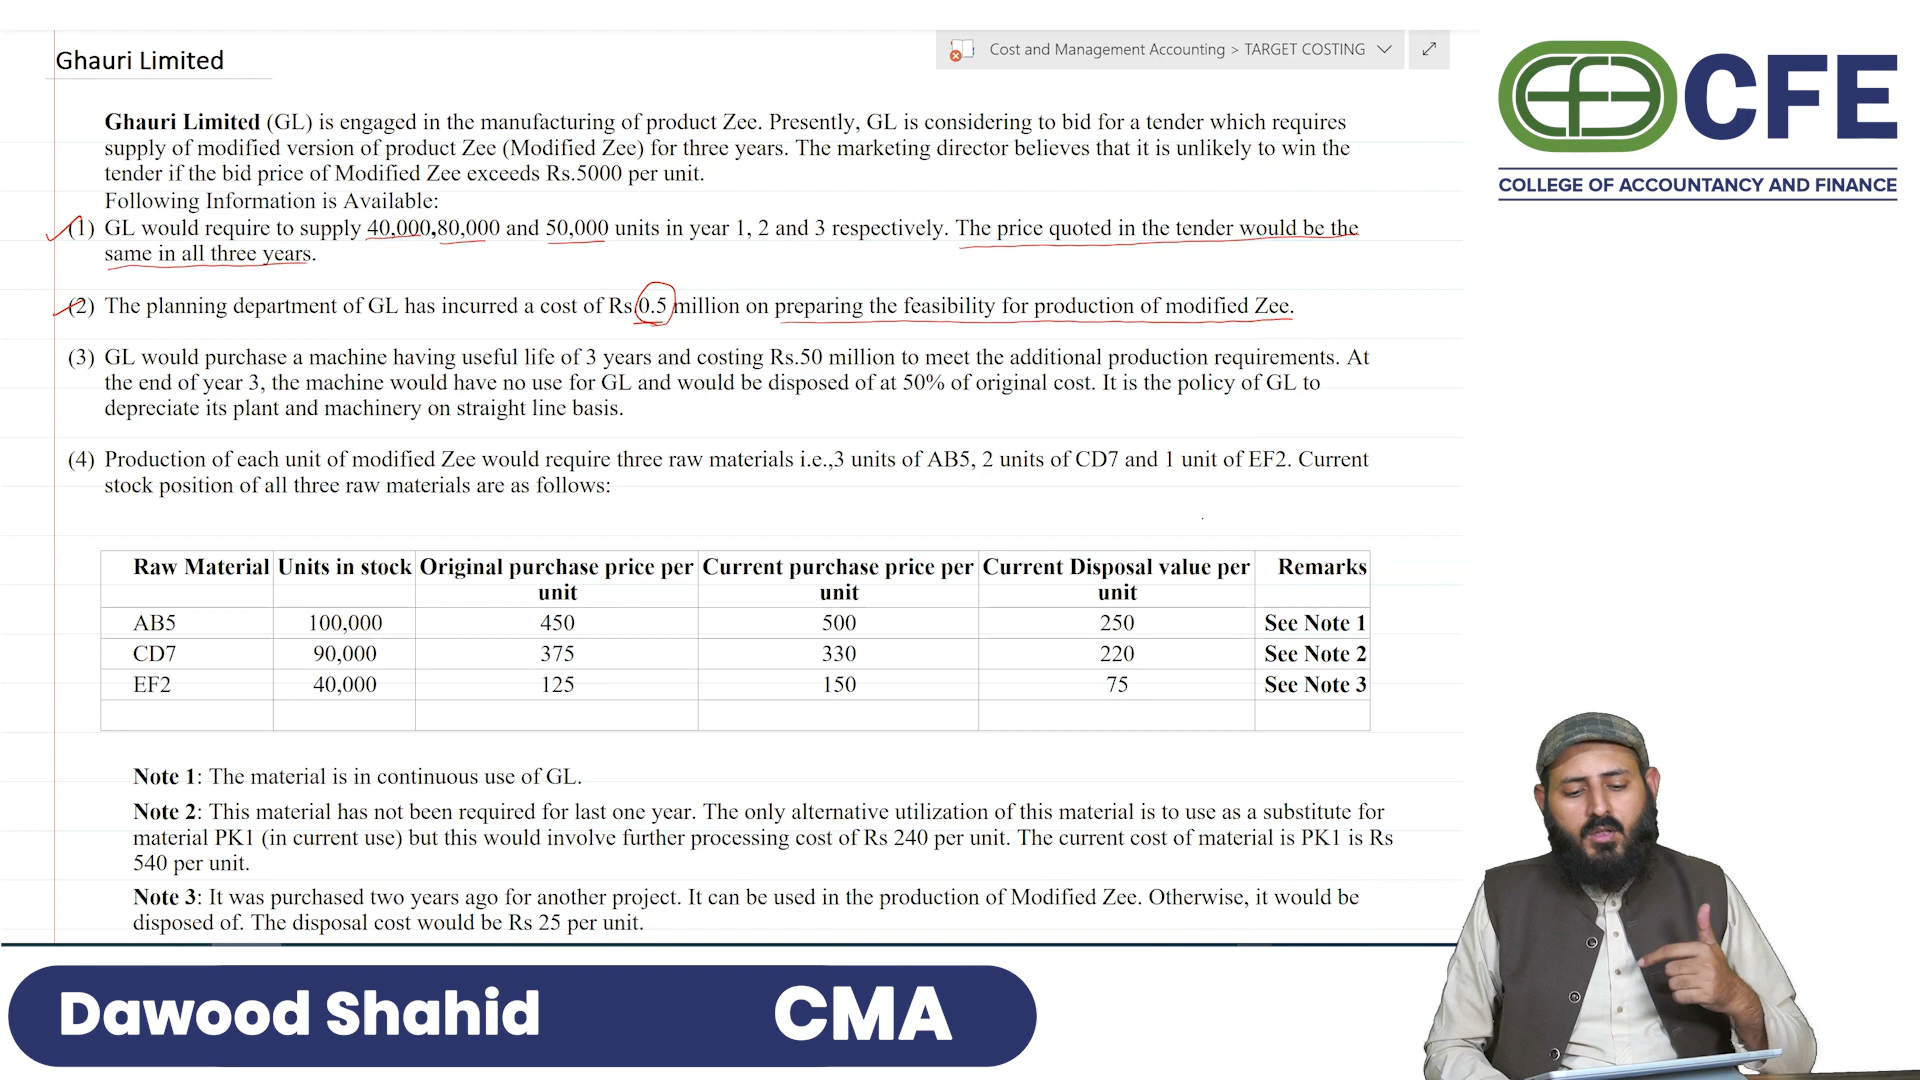 Ghauri Limited
Cost and Management Accounting > TARGET COSTING
CFE
COLLEGE OF ACCOUNTANCY AND FINANCE
Ghauri Limited (GL) is engaged in the manufacturing of product Zee. Presently, GL is considering to bid for a tender which requires
supply of modified version of product Zee (Modified Zee) for three years. The marketing director believes that it is unlikely to win the
tender if the bid price of Modified Zee exceeds Rs.5000 per unit.
Following Information is Available:
(1) GL would require to supply 40,000,80,000 and 50,000 units in year 1, 2 and 3 respectively. The price quoted in the tender would be the
same in all three years.
(2) The planning department of GL has incurred a cost of Rs.0.5 million on preparing the feasibility for production of modified Zee.
(3) GL would purchase a machine having useful life of 3 years and costing Rs.50 million to meet the additional production requirements. At
the end of year 3, the machine would have no use for GL and would be disposed of at 50% of original cost. It is the policy of GL to
depreciate its plant and machinery on straight line basis.
(4) Production of each unit of modified Zee would require three raw materials i.e.,3 units of AB5, 2 units of CD7 and 1 unit of EF2. Current
stock position of all three raw materials are as follows:
Raw Material Units in stock Original purchase price per unit Current purchase price per unit Current Disposal value per unit Remarks
AB5 100,000 450 500 250 See Note 1
CD7 90,000 375 330 220 See Note 2
EF2 40,000 125 150 75 See Note 3
Note 1: The material is in continuous use of GL.
Note 2: This material has not been required for last one year. The only alternative utilization of this material is to use as a substitute for
material PK1 (in current use) but this would involve further processing cost of Rs 240 per unit. The current cost of material is PK1 is Rs
540 per unit.
Note 3: It was purchased two years ago for another project. It can be used in the production of Modified Zee. Otherwise, it would be
disposed of. The disposal cost would be Rs 25 per unit.
Dawood Shahid CMA